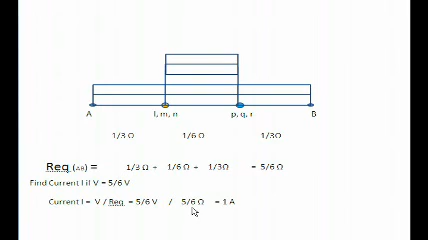 A l, m, n p, q, r B
1/3 Ω 1/6 Ω 1/3Ω
Req (AB) = 1/3 Ω + 1/6 Ω + 1/3Ω = 5/6 Ω
Find Current I if V = 5/6 V
Current I = V / Req = 5/6 V / 5/6 Ω = 1 A